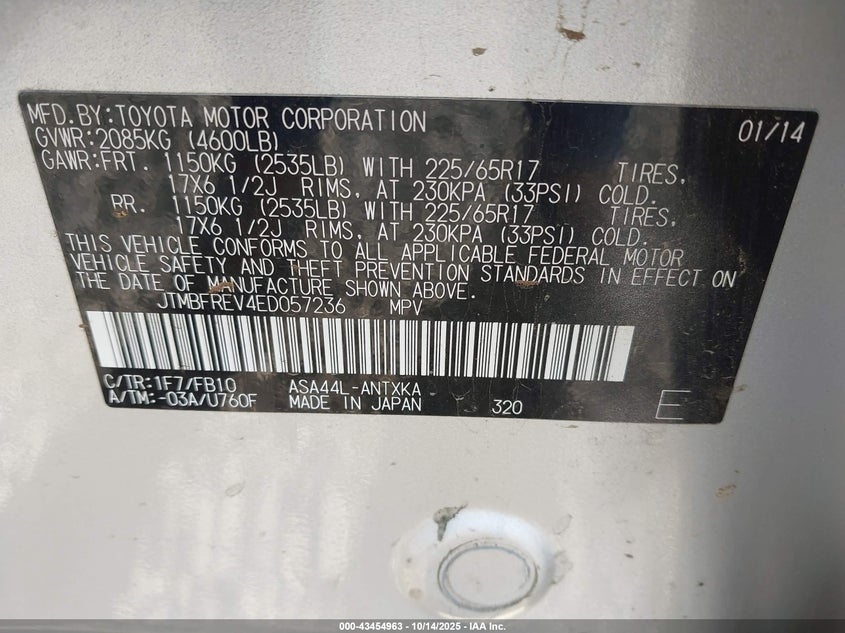 MFD.BY:TOYOTA MOTOR CORPORATION 01/14
GVWR:2085KG (4600LB)
GAWR:FRT. 1150KG (2535LB) WITH 225/65R17 TIRES,
17X6 1/2J RIMS, AT 230KPA (33PSI) COLD.
RR. 1150KG (2535LB) WITH 225/65R17 TIRES,
17X6 1/2J RIMS, AT 230KPA (33PSI) COLD.
THIS VEHICLE CONFORMS TO ALL APPLICABLE FEDERAL MOTOR
VEHICLE SAFETY AND THEFT PREVENTION STANDARDS IN EFFECT ON
THE DATE OF MANUFACTURE SHOWN ABOVE.
JTMBFREV4ED057236 MPV
C/TR:1F7/FB10 ASA44L-ANTXKA
A/TM:-03A/U760F MADE IN JAPAN 320 E
000-43454963 - 10/14/2025 - IAA Inc.